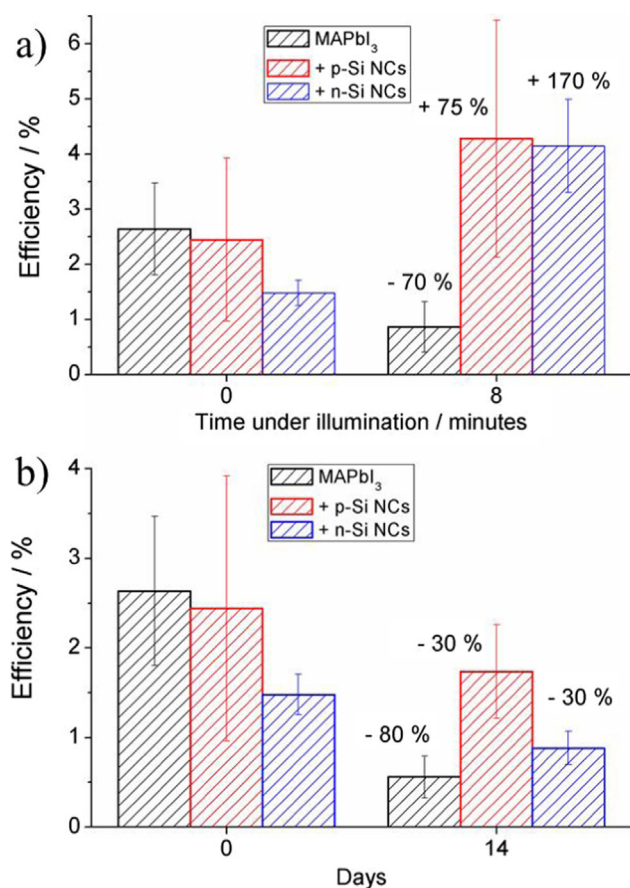 a)
MAPbI₃
+ p-Si NCs
+ n-Si NCs
+ 75 %
+ 170 %
- 70 %
Efficiency / %
6
5
4
3
2
1
0
0
8
Time under illumination / minutes
b)
MAPbI₃
+ p-Si NCs
+ n-Si NCs
- 30 %
- 30 %
- 80 %
Efficiency / %
4
3
2
1
0
0
14
Days